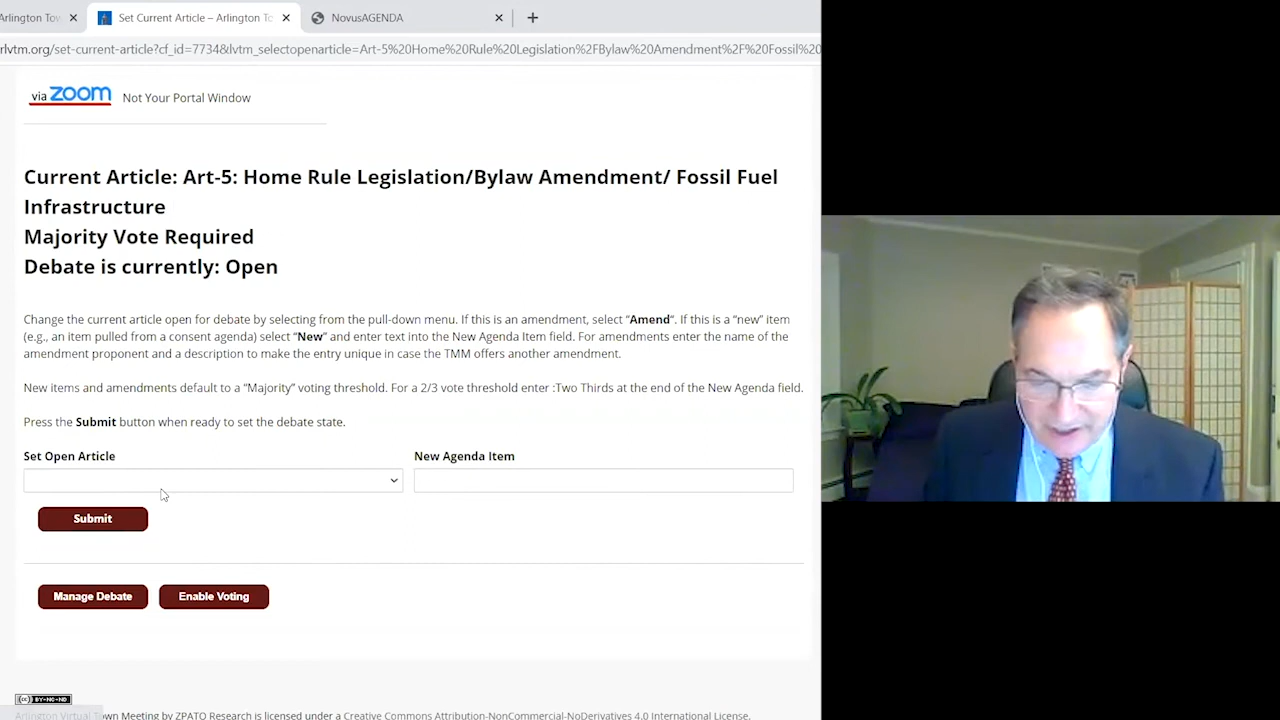 Arlington Tow
Set Current Article – Arlington To
NovusAGENDA
rlvtm.org/set-current-article?cf_id=7734&lvtm_selectopenarticle=Art-5%20Home%20Rule%20Legislation%2FBylaw%20Amendment%2F%20Fossil%20
via zoom Not Your Portal Window
Current Article: Art-5: Home Rule Legislation/Bylaw Amendment/ Fossil Fuel
Infrastructure
Majority Vote Required
Debate is currently: Open
Change the current article open for debate by selecting from the pull-down menu. If this is an amendment, select “Amend“. If this is a “new” item
(e.g., an item pulled from a consent agenda) select “New” and enter text into the New Agenda Item field. For amendments enter the name of the
amendment proponent and a description to make the entry unique in case the TMM offers another amendment.
New items and amendments default to a “Majority” voting threshold. For a 2/3 vote threshold enter :Two Thirds at the end of the New Agenda field.
Press the Submit button when ready to set the debate state.
Set Open Article
New Agenda Item
Submit
Manage Debate
Enable Voting
(cc) BY-NC-ND
Arlington Virtual Town Meeting by ZPATO Research is licensed under a Creative Commons Attribution-NonCommercial-NoDerivatives 4.0 International License.